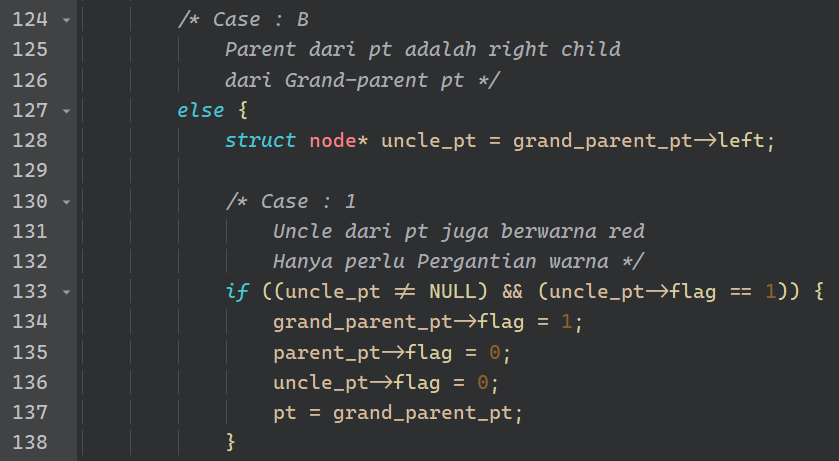 124 /* Case : B
125 Parent dari pt adalah right child
126 dari Grand-parent pt */
127 else {
128 struct node* uncle_pt = grand_parent_pt->left;
129
130 /* Case : 1
131 Uncle dari pt juga berwarna red
132 Hanya perlu Pergantian warna */
133 if ((uncle_pt != NULL) && (uncle_pt->flag == 1)) {
134 grand_parent_pt->flag = 1;
135 parent_pt->flag = 0;
136 uncle_pt->flag = 0;
137 pt = grand_parent_pt;
138 }